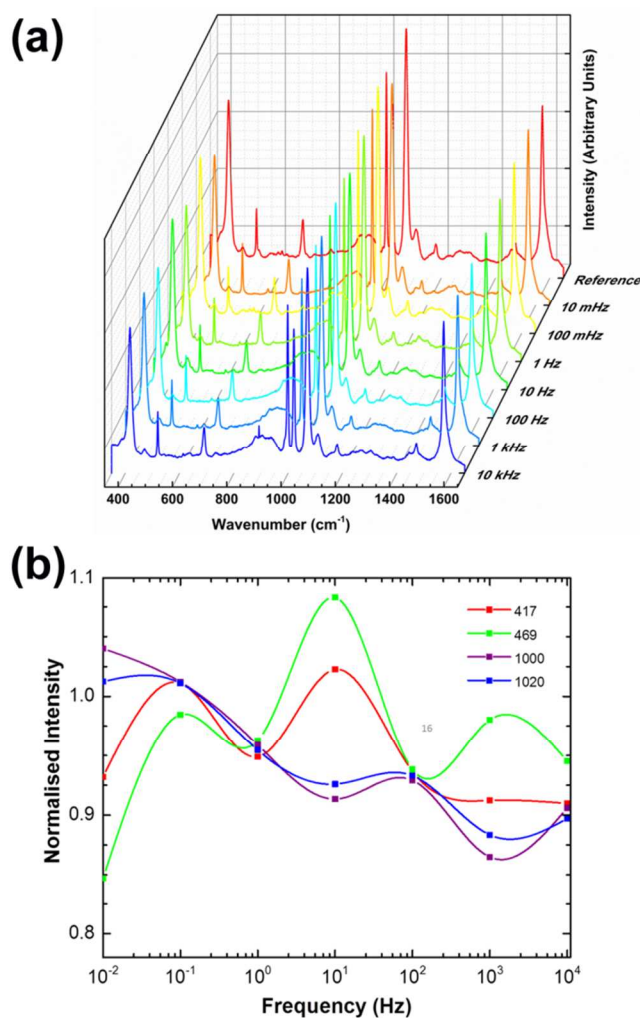 (a)
Intensity (Arbitrary Units)
Reference
10 mHz
100 mHz
1 Hz
10 Hz
100 Hz
1 kHz
10 kHz
400 600 800 1000 1200 1400 1600
Wavenumber (cm⁻¹)
(b)
1.1
1.0
0.9
0.8
Normalised Intensity
417
469
1000
1020
16
10⁻² 10⁻¹ 10⁰ 10¹ 10² 10³ 10⁴
Frequency (Hz)